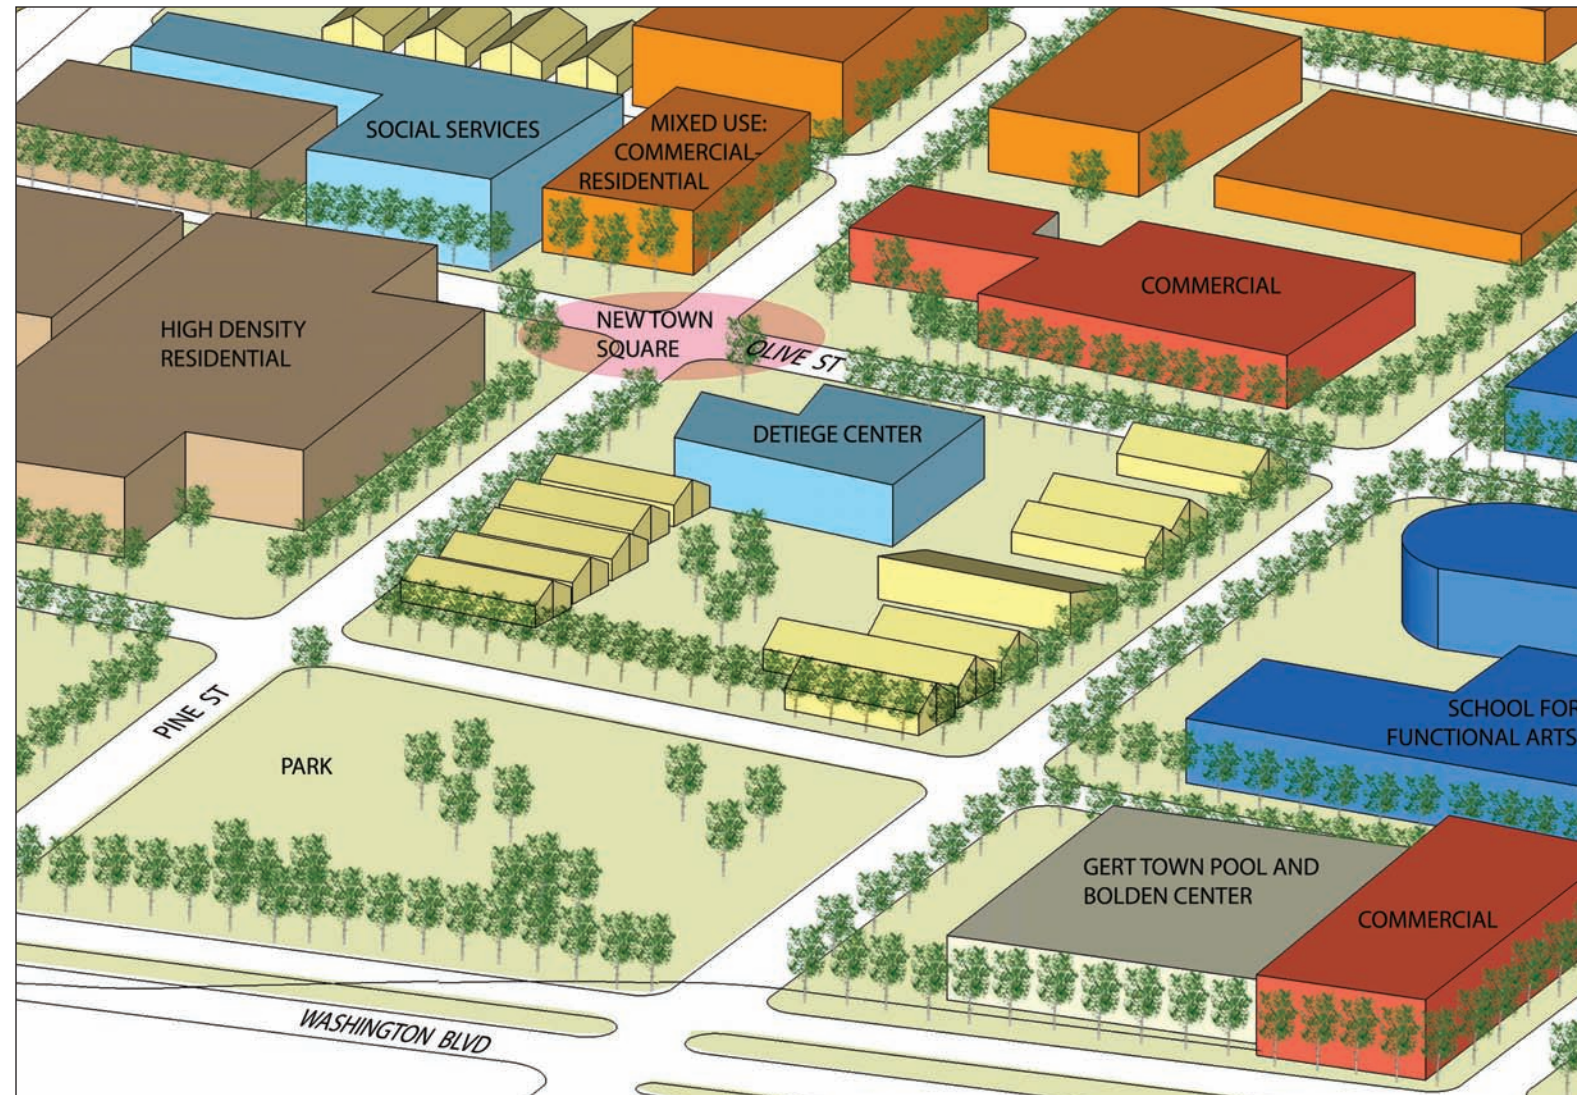 SOCIAL SERVICES
MIXED USE:
COMMERCIAL-
RESIDENTIAL
COMMERCIAL
HIGH DENSITY
RESIDENTIAL
NEW TOWN
SQUARE
OLIVE ST
DETIEGE CENTER
PINE ST
PARK
SCHOOL FOR
FUNCTIONAL ARTS
GERT TOWN POOL AND
BOLDEN CENTER
COMMERCIAL
WASHINGTON BLVD